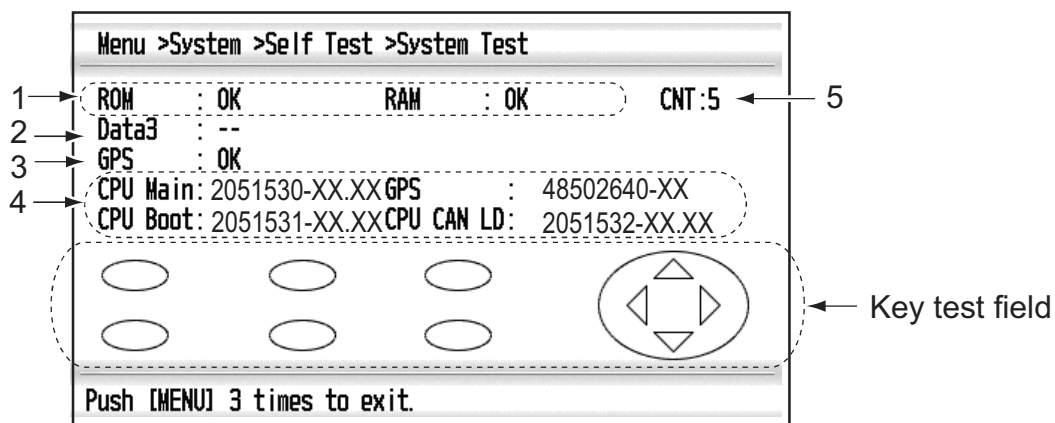 Menu >System >Self Test >System Test
1 ROM : OK RAM : OK CNT:5 5
2 Data3 : --
3 GPS : OK
4 CPU Main: 2051530-XX.XX GPS : 48502640-XX
CPU Boot: 2051531-XX.XX CPU CAN LD: 2051532-XX.XX
Key test field
Push [MENU] 3 times to exit.